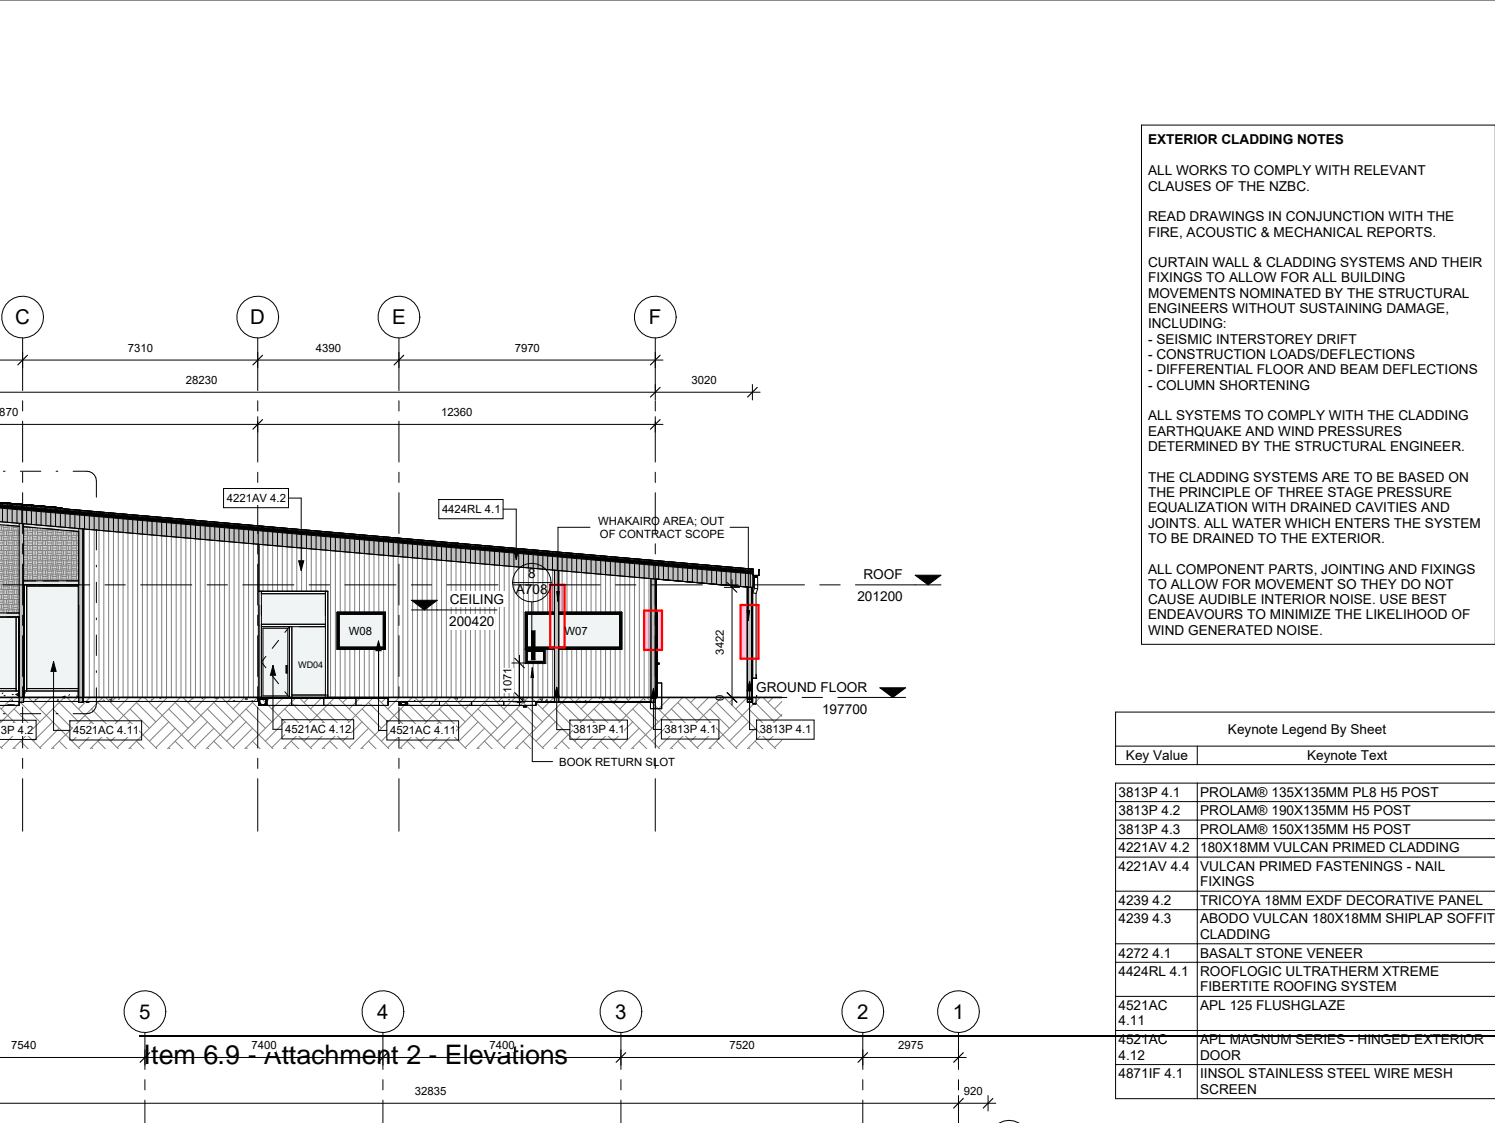 EXTERIOR CLADDING NOTES
ALL WORKS TO COMPLY WITH RELEVANT
CLAUSES OF THE NZBC.
READ DRAWINGS IN CONJUNCTION WITH THE
FIRE, ACOUSTIC & MECHANICAL REPORTS.
CURTAIN WALL & CLADDING SYSTEMS AND THEIR
FIXINGS TO ALLOW FOR ALL BUILDING
MOVEMENTS NOMINATED BY THE STRUCTURAL
ENGINEERS WITHOUT SUSTAINING DAMAGE,
INCLUDING:
- SEISMIC INTERSTOREY DRIFT
- CONSTRUCTION LOADS/DEFLECTIONS
- DIFFERENTIAL FLOOR AND BEAM DEFLECTIONS
- COLUMN SHORTENING
ALL SYSTEMS TO COMPLY WITH THE CLADDING
EARTHQUAKE AND WIND PRESSURES
DETERMINED BY THE STRUCTURAL ENGINEER.
THE CLADDING SYSTEMS ARE TO BE BASED ON
THE PRINCIPLE OF THREE STAGE PRESSURE
EQUALIZATION WITH DRAINED CAVITIES AND
JOINTS. ALL WATER WHICH ENTERS THE SYSTEM
TO BE DRAINED TO THE EXTERIOR.
ALL COMPONENT PARTS, JOINTING AND FIXINGS
TO ALLOW FOR MOVEMENT SO THEY DO NOT
CAUSE AUDIBLE INTERIOR NOISE. USE BEST
ENDEAVOURS TO MINIMIZE THE LIKELIHOOD OF
WIND GENERATED NOISE.
C D E F
7310 4390 7970
28230 3020
870 12360
4221AV 4.2
4424RL 4.1
WHAKAIRO AREA; OUT
OF CONTRACT SCOPE
8
A708
ROOF
201200
CEILING
200420
W08
W07
WD04
3422
1071
0
GROUND FLOOR
197700
3P 4.2 4521AC 4.11 4521AC 4.12 4521AC 4.11 3813P 4.1 3813P 4.1 3813P 4.1
BOOK RETURN SLOT
Keynote Legend By Sheet
Key Value Keynote Text
3813P 4.1 PROLAM® 135X135MM PL8 H5 POST
3813P 4.2 PROLAM® 190X135MM H5 POST
3813P 4.3 PROLAM® 150X135MM H5 POST
4221AV 4.2 180X18MM VULCAN PRIMED CLADDING
4221AV 4.4 VULCAN PRIMED FASTENINGS - NAIL
FIXINGS
4239 4.2 TRICOYA 18MM EXDF DECORATIVE PANEL
4239 4.3 ABODO VULCAN 180X18MM SHIPLAP SOFFIT
CLADDING
4272 4.1 BASALT STONE VENEER
4424RL 4.1 ROOFLOGIC ULTRATHERM XTREME
FIBERTITE ROOFING SYSTEM
4521AC APL 125 FLUSHGLAZE
4.11
4521AC APL MAGNUM SERIES - HINGED EXTERIOR
4.12 DOOR
4871IF 4.1 IINSOL STAINLESS STEEL WIRE MESH
SCREEN
5 4 3 2 1
7540 7400 7400 7520 2975
Item 6.9 - Attachment 2 - Elevations
32835 920